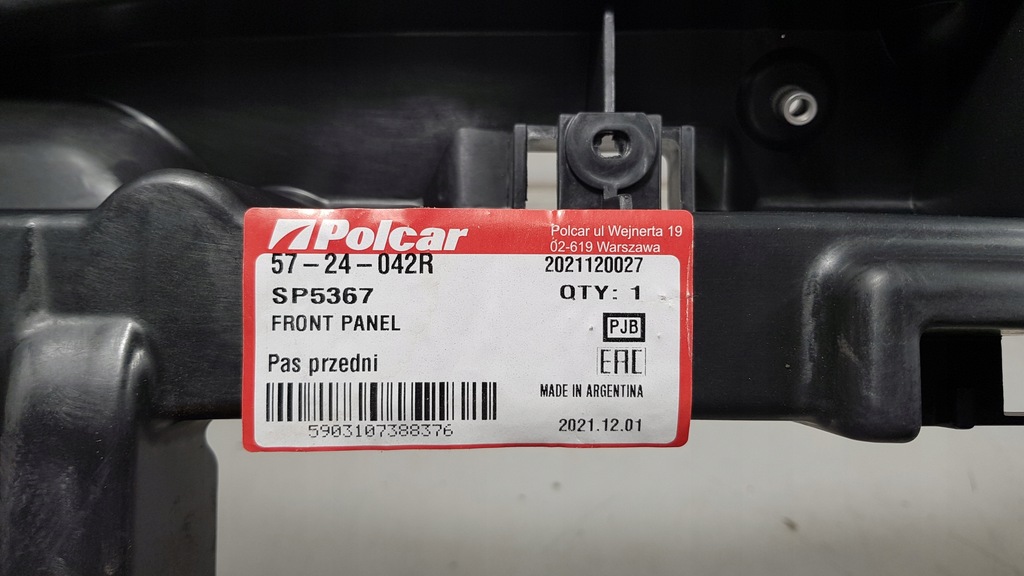 Polcar
Polcar ul Wejnerta 19
02-619 Warszawa
57-24-042R
2021120027
SP5367
QTY: 1
FRONT PANEL
PJB
EAC
Pas przedni
MADE IN ARGENTINA
5903107388376
2021.12.01